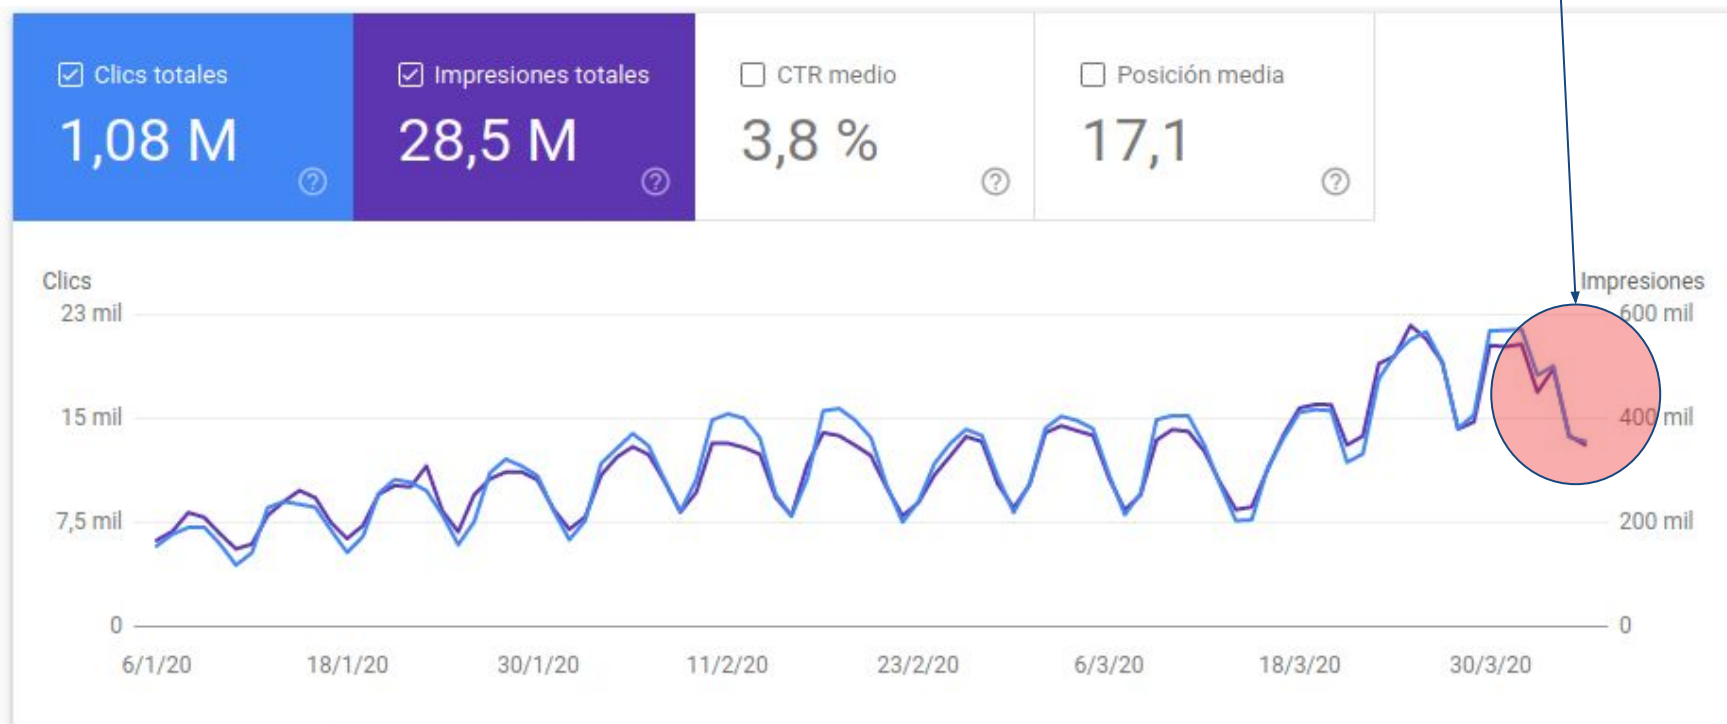 Clics totales
1,08 M
Impresiones totales
28,5 M
CTR medio
3,8 %
Posición media
17,1
Clics
Impresiones
23 mil
600 mil
15 mil
400 mil
7,5 mil
200 mil
0
0
6/1/20
18/1/20
30/1/20
11/2/20
23/2/20
6/3/20
18/3/20
30/3/20